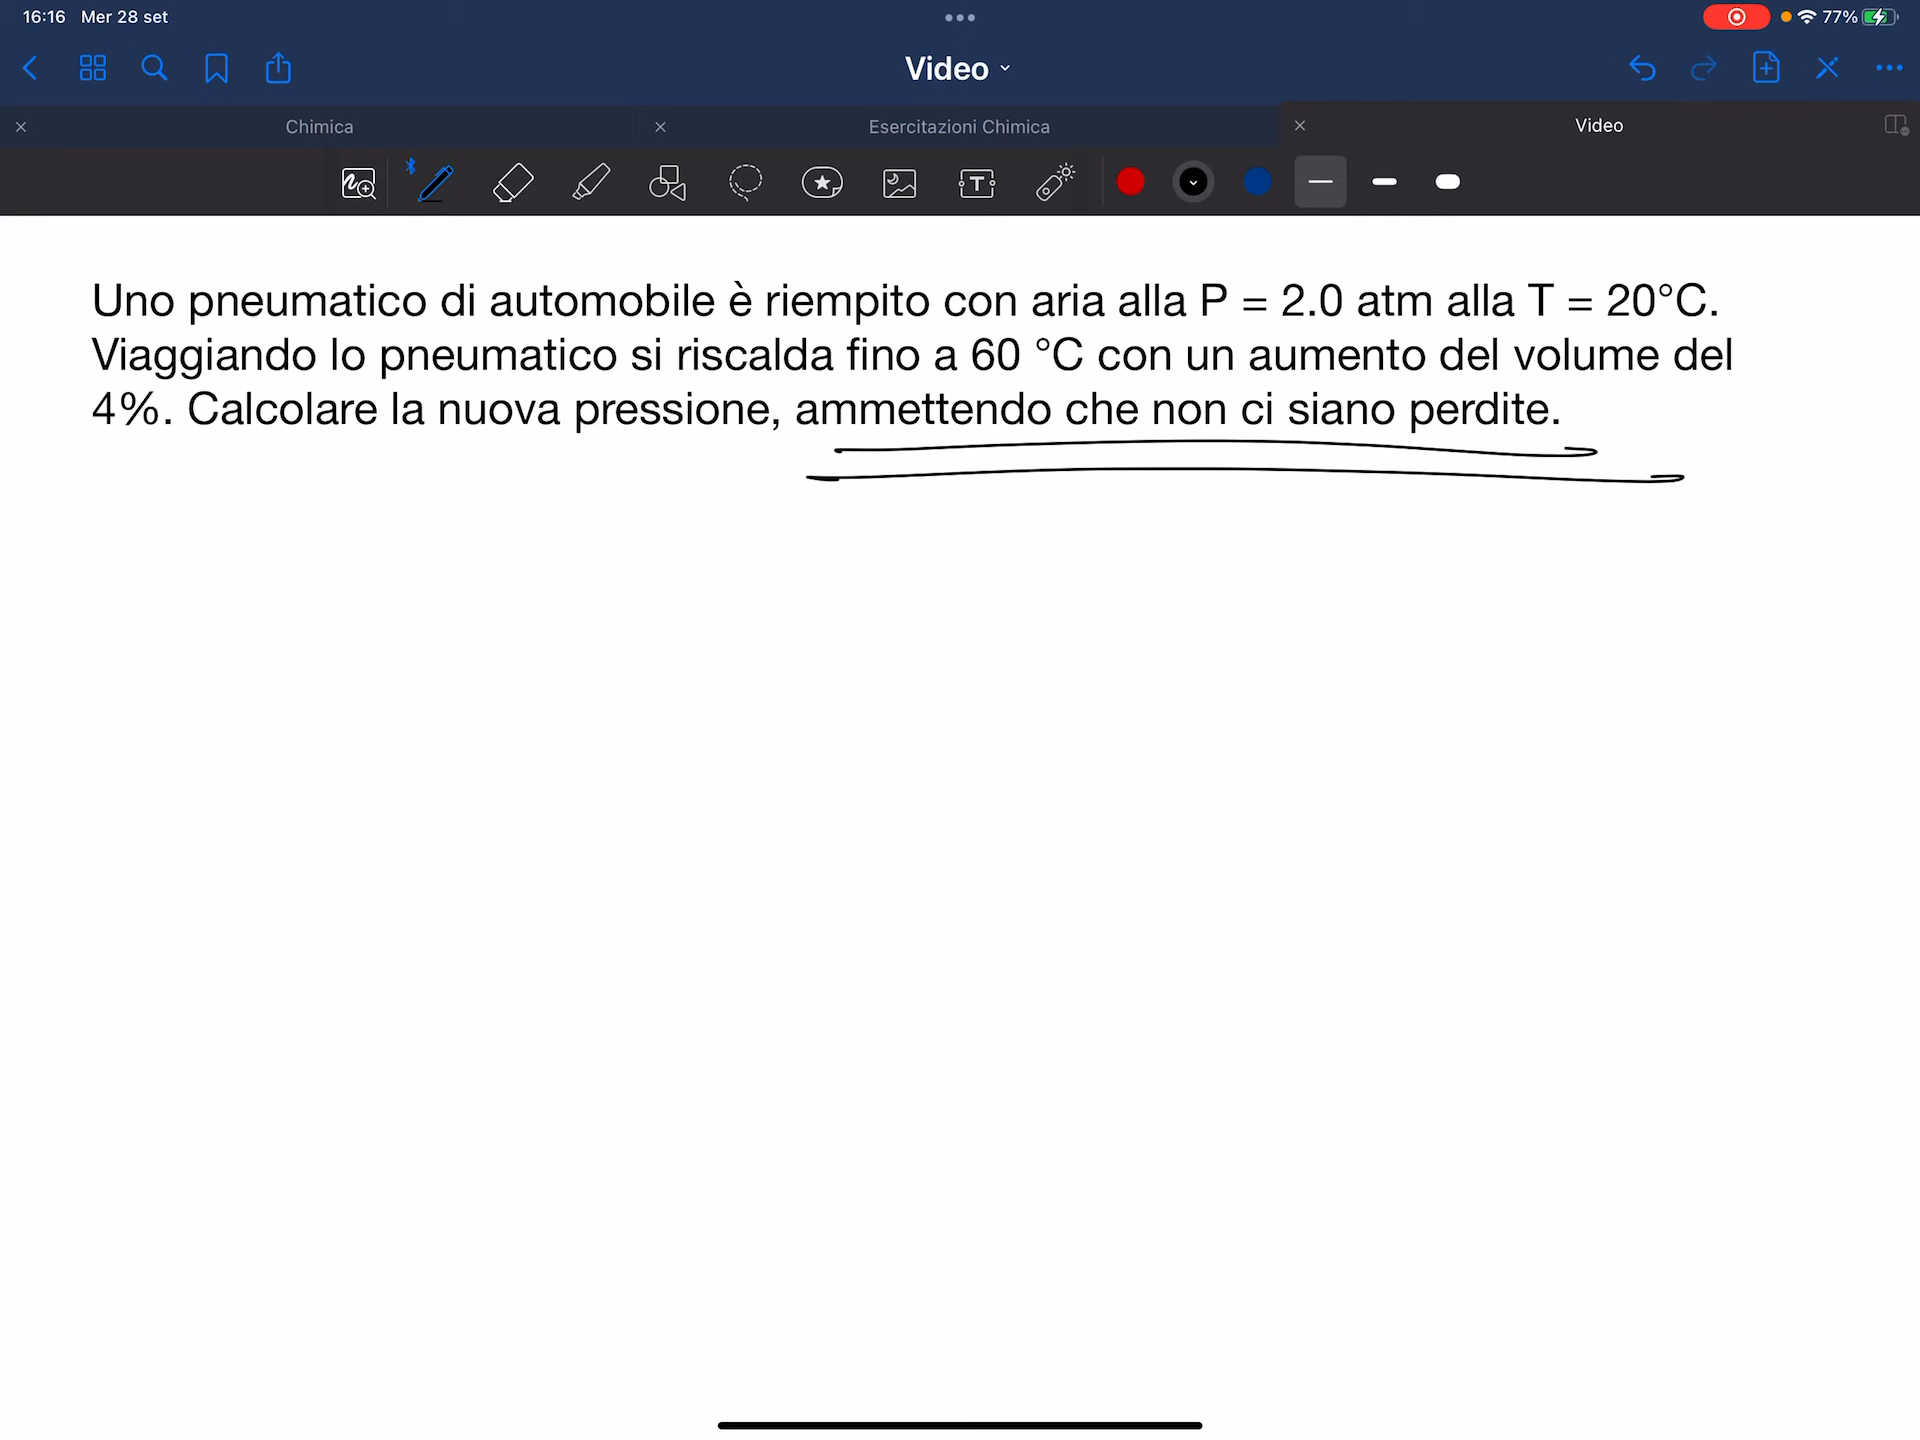 16:16 Mer 28 set
77%
Video
Chimica
Esercitazioni Chimica
Video
T
Uno pneumatico di automobile è riempito con aria alla P = 2.0 atm alla T = 20°C.
Viaggiando lo pneumatico si riscalda fino a 60 °C con un aumento del volume del
4%. Calcolare la nuova pressione, ammettendo che non ci siano perdite.